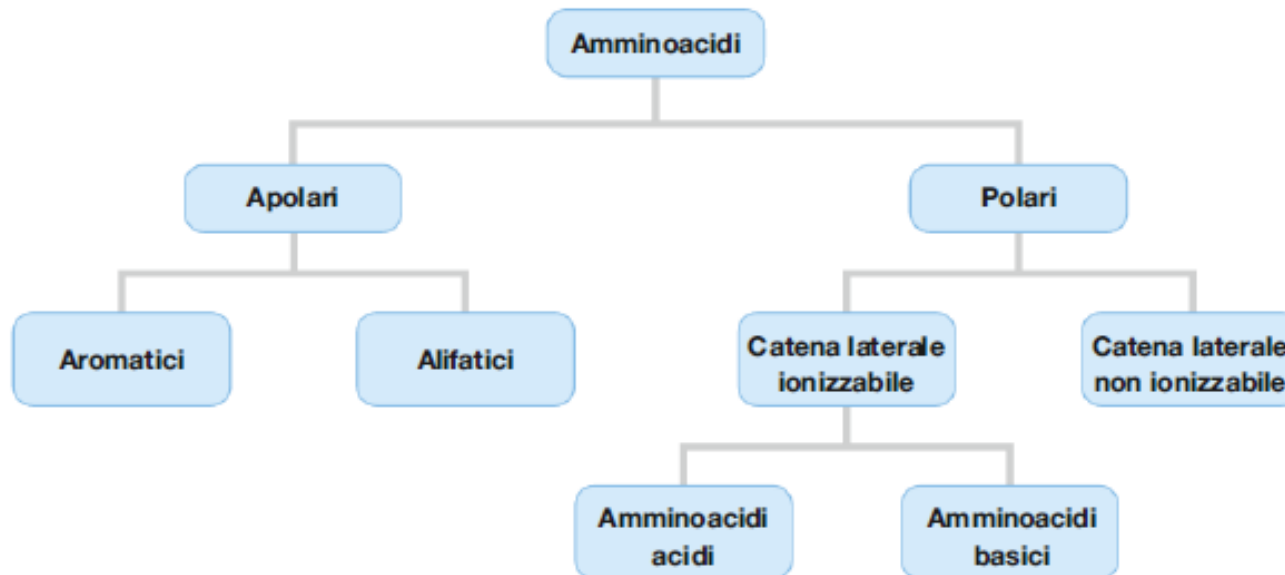 Amminoacidi
Apolari
Polari
Aromatici
Alifatici
Catena laterale
ionizzabile
Catena laterale
non ionizzabile
Amminoacidi
acidi
Amminoacidi
basici